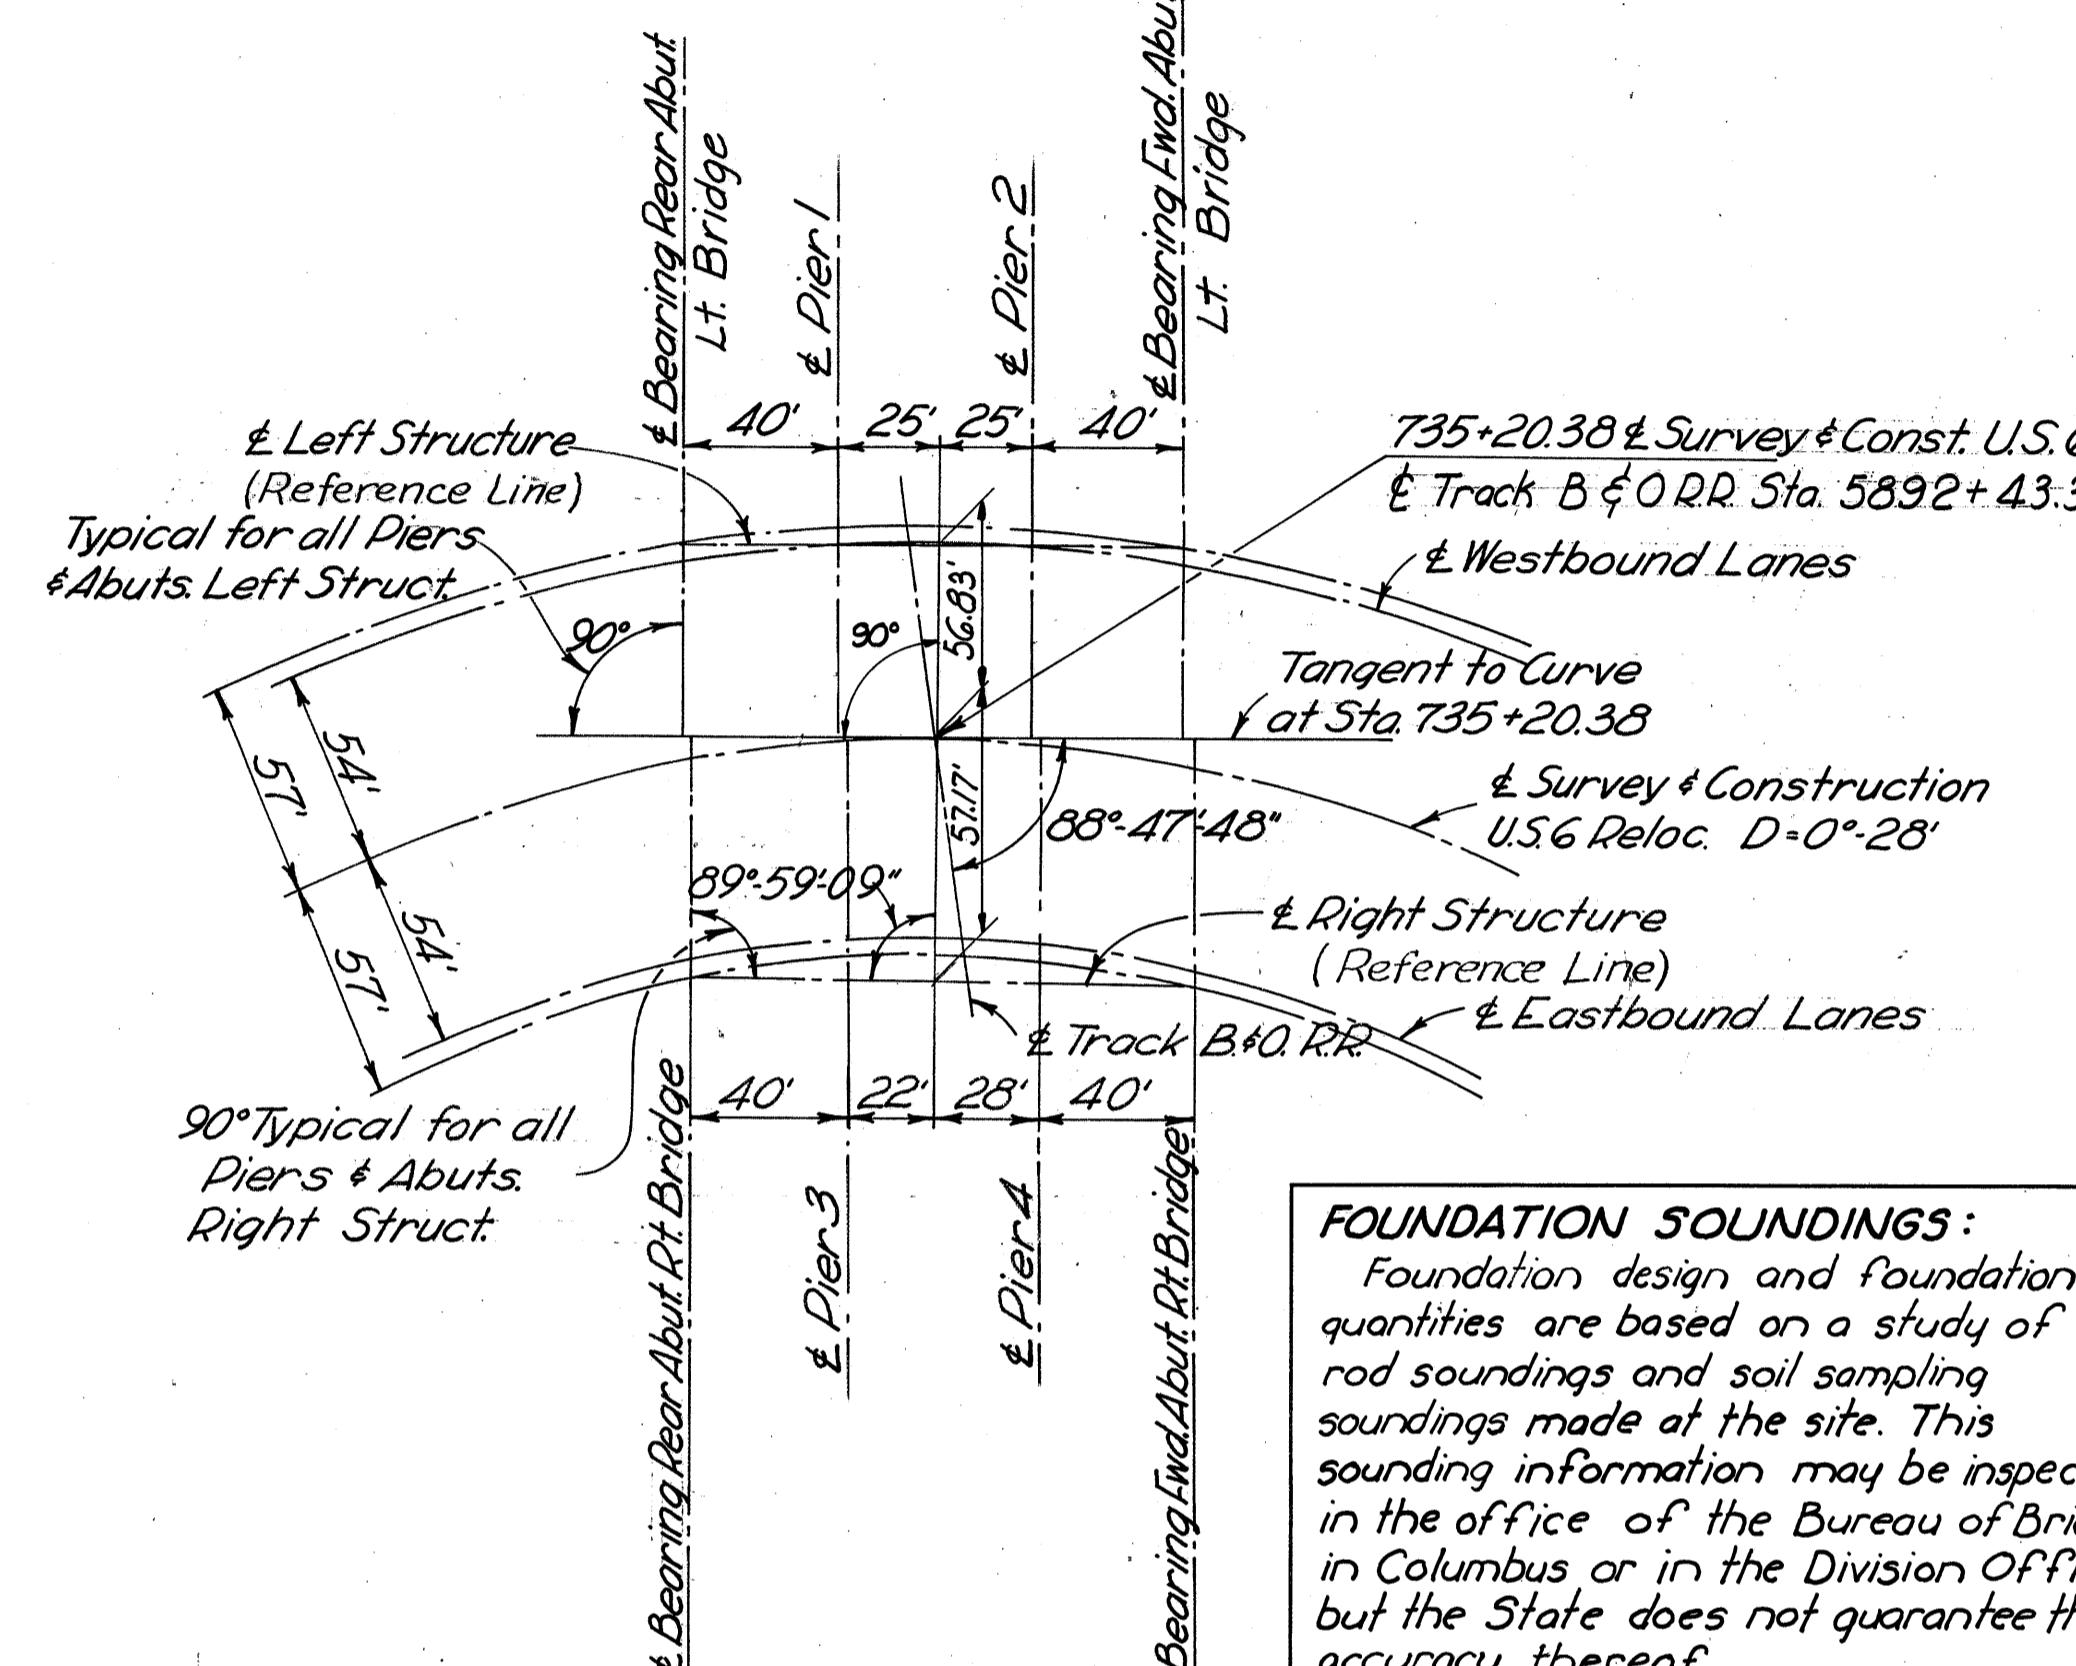 ℄ Bearing Rear Abut.
Lt. Bridge
℄ Pier 1
℄ Pier 2
℄ Bearing Fwd. Abut
Lt. Bridge
40' 25' 25' 40'
℄ Left Structure
(Reference Line)
Typical for all Piers
& Abuts. Left Struct.
735+20.38 ℄ Survey & Const. U.S.
℄ Track B & O R.R. Sta. 5892+43.
℄ Westbound Lanes
90°
90°
56.83'
Tangent to Curve
at Sta. 735+20.38
54'
57'
57.17'
88°-47'-48"
℄ Survey & Construction
U.S.6 Reloc. D=0°-28'
89°-59'-09"
54'
57'
℄ Right Structure
(Reference Line)
℄ Eastbound Lanes
℄ Track B.&O. R.R.
40' 22' 28' 40'
90° Typical for all
Piers & Abuts.
Right Struct.
℄ Bearing Rear Abut. Rt. Bridge
℄ Pier 3
℄ Pier 4
Bearing Fwd. Abut. Rt. Bridge
FOUNDATION SOUNDINGS:
Foundation design and foundation
quantities are based on a study of
rod soundings and soil sampling
soundings made at the site. This
sounding information may be inspec
in the office of the Bureau of Bri
in Columbus or in the Division Off
but the State does not guarantee th
accuracy thereof